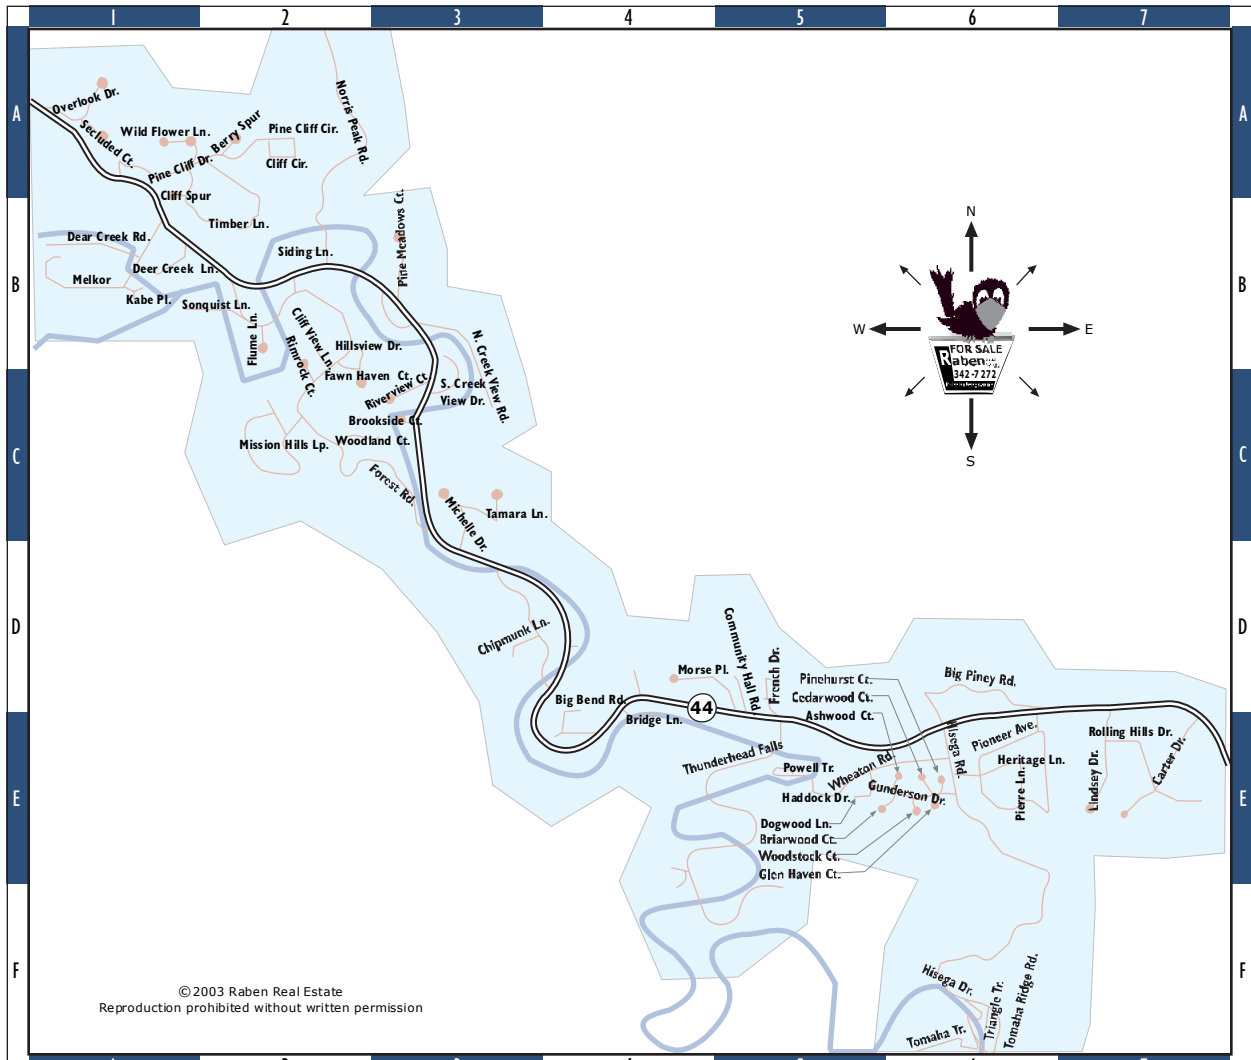 1 2 3 4 5 6 7
A A
Overlook Dr.
Secluded Ct.
Wild Flower Ln.
Berry Spur
Pine Cliff Cir.
Norris Peak Rd.
Pine Cliff Dr.
Cliff Cir.
Cliff Spur
Timber Ln.
Pine Meadows Ct.
N
Dear Creek Rd.
Siding Ln.
Deer Creek Ln.
B B
Melkor
Kabe Pl.
Sonquist Ln.
Flume Ln.
Cliff View Ln.
Rimrock Ct.
Hillsview Dr.
N. Creek View Rd.
W E
FOR SALE
Raben
342-7272
Fawn Haven Ct.
Riverview Ct.
S. Creek
View Dr.
Brookside Ct.
Mission Hills Lp.
Woodland Ct.
C C
S
Forest Rd.
Michelle Dr.
Tamara Ln.
D D
Chipmunk Ln.
Community Hall Rd
French Dr.
Morse Pl.
Pinehurst Ct.
Big Piney Rd.
Cedarwood Ct.
Big Bend Rd.
44
Ashwood Ct.
Bridge Ln.
Hisega Rd.
Pioneer Ave.
Rolling Hills Dr.
Thunderhead Falls
Powell Tr.
Wheaton Rd.
Heritage Ln.
Carter Dr.
Lindsey Dr.
Pierre Ln.
Gunderson Dr.
Haddock Dr.
E E
Dogwood Ln.
Briarwood Ct.
Woodstock Ct.
Glen Haven Ct.
F F
Hisega Dr.
Triangle Tr.
Tomaha Ridge Rd.
Tomaha Tr.
©2003 Raben Real Estate
Reproduction prohibited without written permission